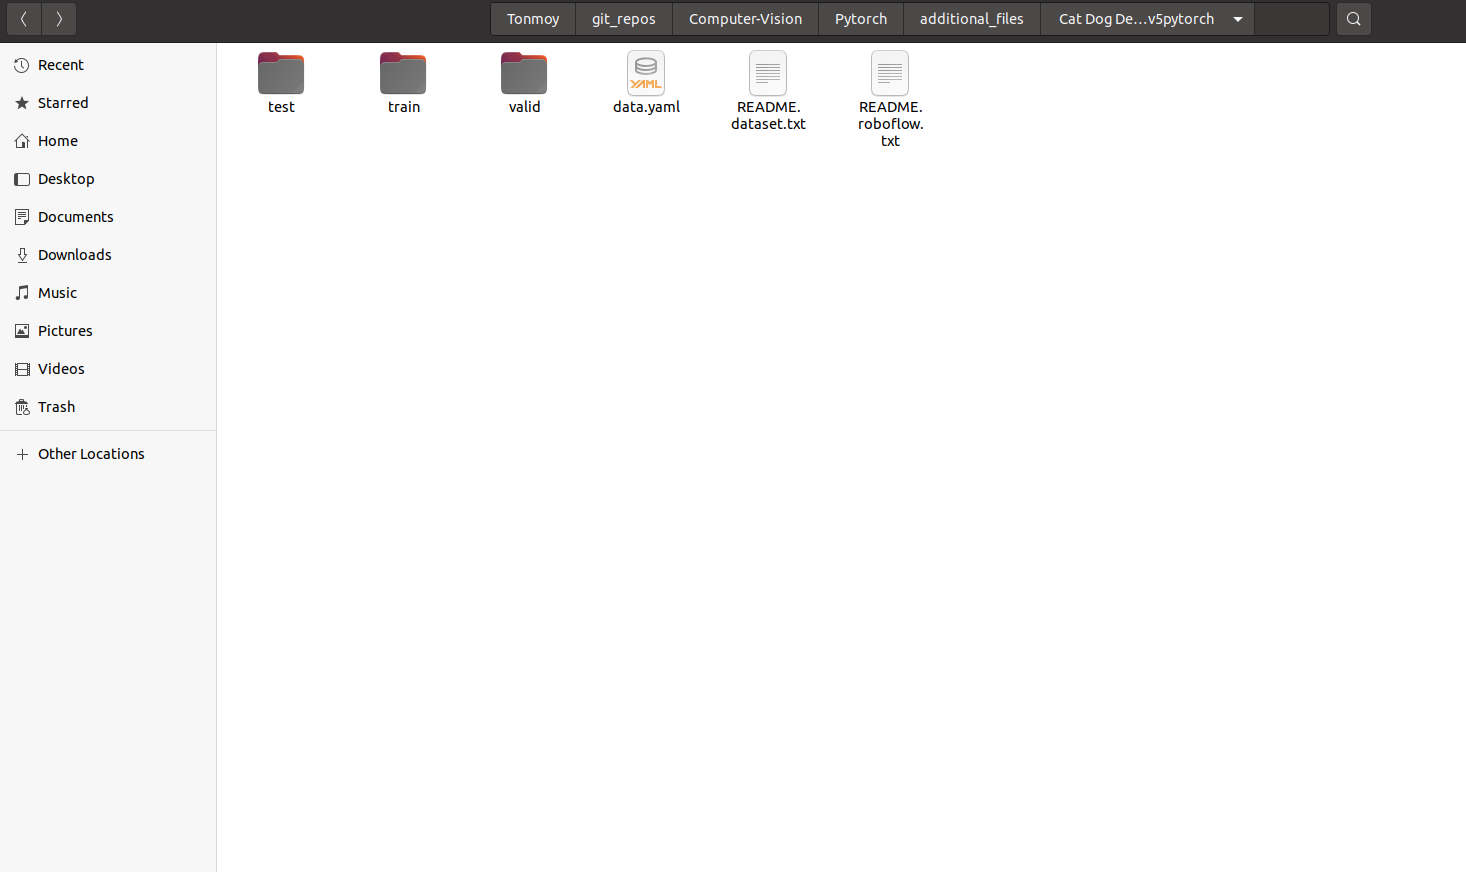 Tonmoy git_repos Computer-Vision Pytorch additional_files Cat Dog De...v5pytorch
Recent
Starred
Home
Desktop
Documents
Downloads
Music
Pictures
Videos
Trash
Other Locations
test
train
valid
YAML
data.yaml
README.
dataset.txt
README.
roboflow.
txt